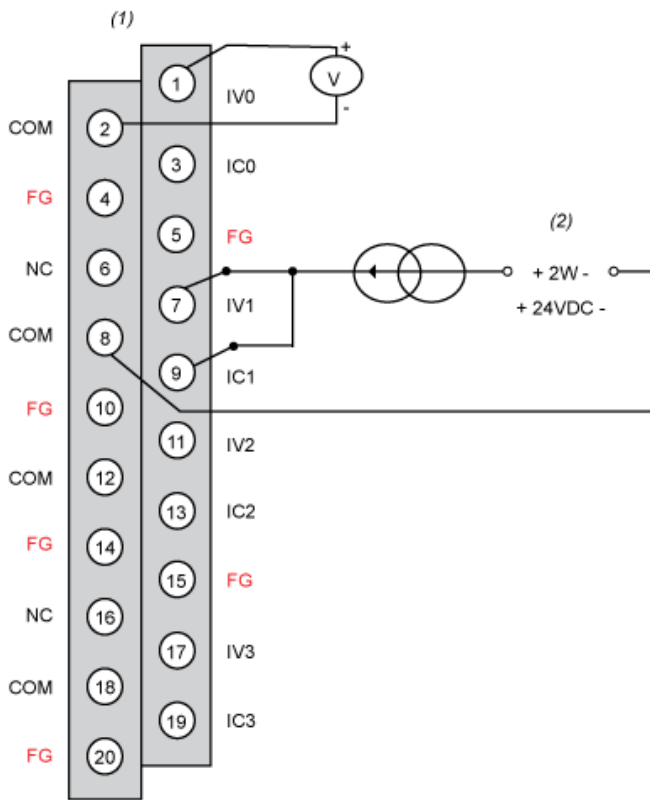 (1)
+
1
V
IV0
-
COM
2
3
IC0
FG
4
5
FG
(2)
NC
6
+ 2W -
7
IV1
+ 24VDC -
COM
8
9
IC1
FG
10
11
IV2
COM
12
13
IC2
FG
14
15
FG
NC
16
17
IV3
COM
18
19
IC3
FG
20